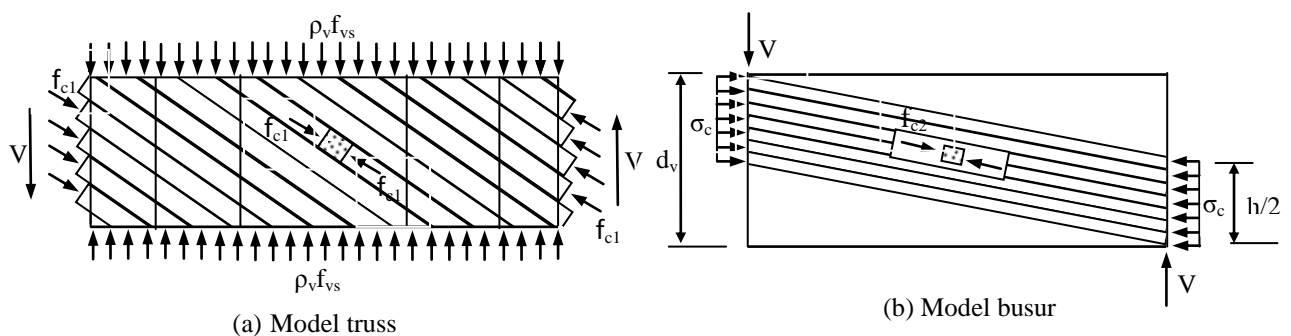 ρvfvs
fc1
V
fc1
fc1
V
fc1
ρvfvs
(a) Model truss
V
fc2
σc
dv
σc
h/2
V
(b) Model busur